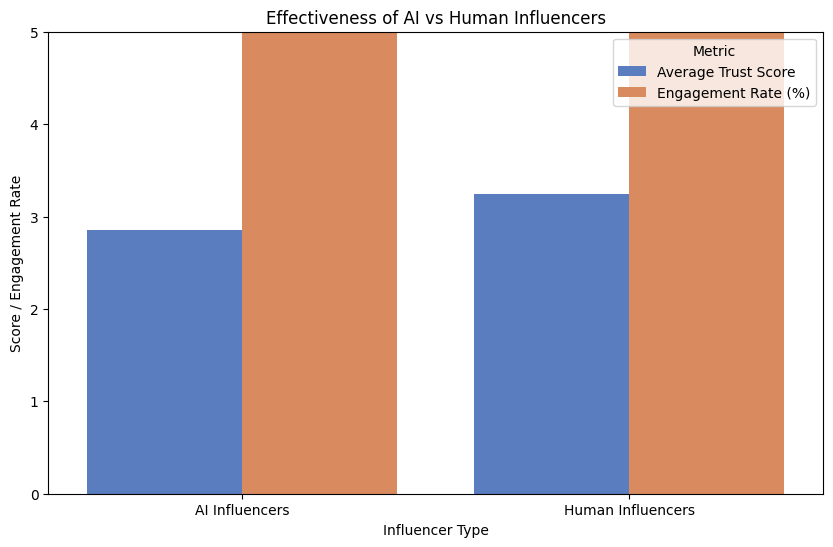 Effectiveness of AI vs Human Influencers
Metric
Average Trust Score
Engagement Rate (%)
Score / Engagement Rate
5
4
3
2
1
0
AI Influencers
Human Influencers
Influencer Type